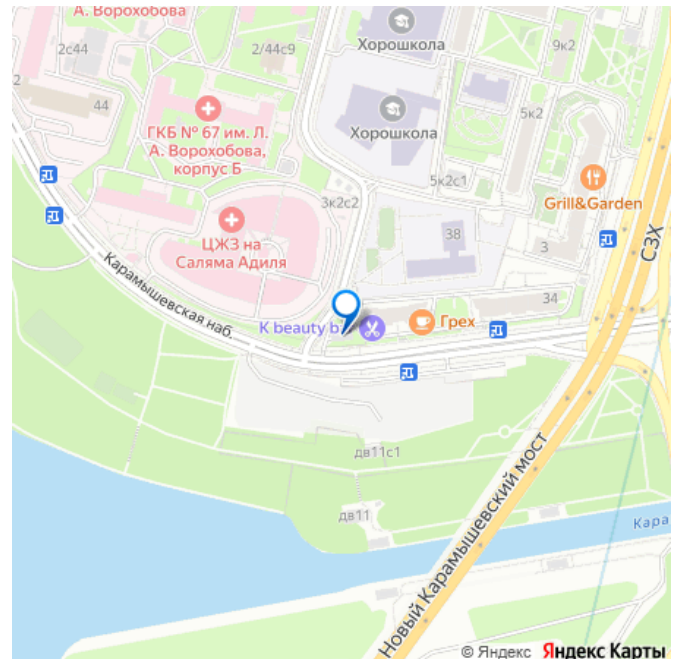 А. Ворохобова
2с44
2/44с9
Хорошкола
9к2
44
2
ГКБ № 67 им. Л.
А. Ворохобова,
корпус Б
Хорошкола
5к2
5к2с1
Grill&Garden
3к2с2
ЦЖЗ на
Саляма Адиля
38
3
СЗХ
Карамышевская наб.
34
K beauty b
Грех
дв11с1
дв11
Кара
Новый Карамышевский мост
© Яндекс Яндекс Карты